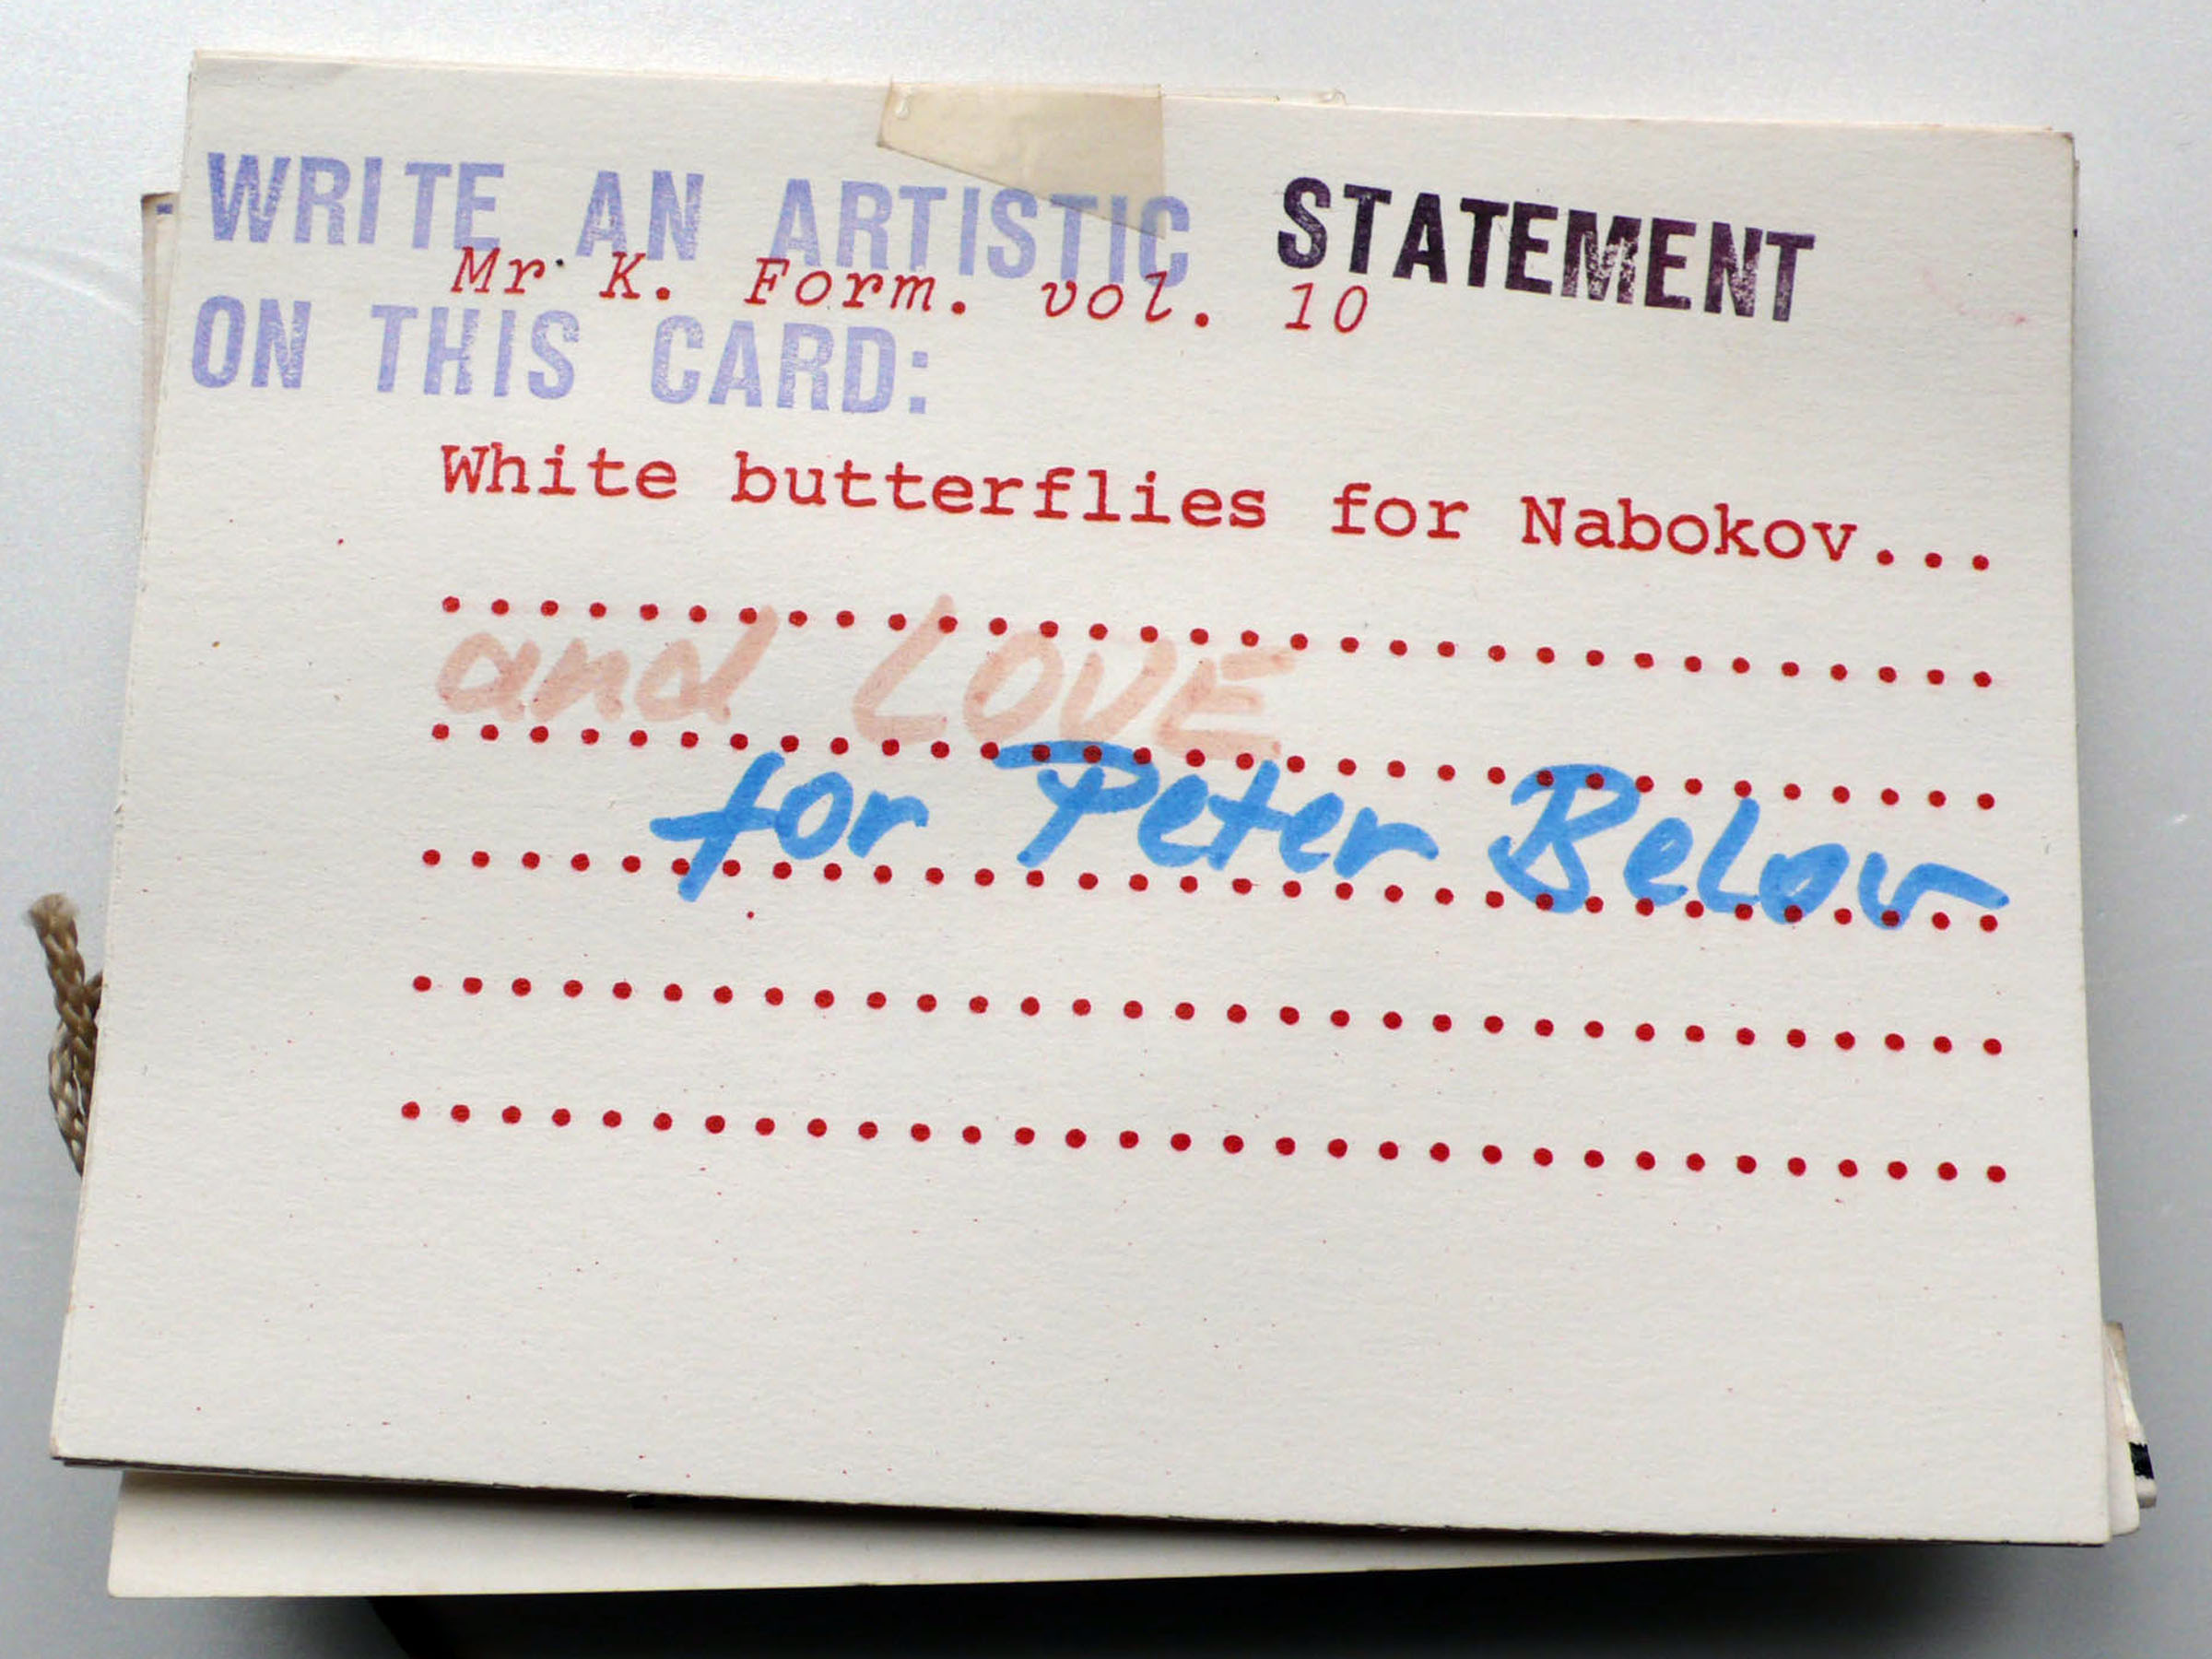 WRITE AN ARTISTIC STATEMENT
Mr. K. Form. vol. 10
ON THIS CARD:
White butterflies for Nabokov...
and LOVE
for Peter Below